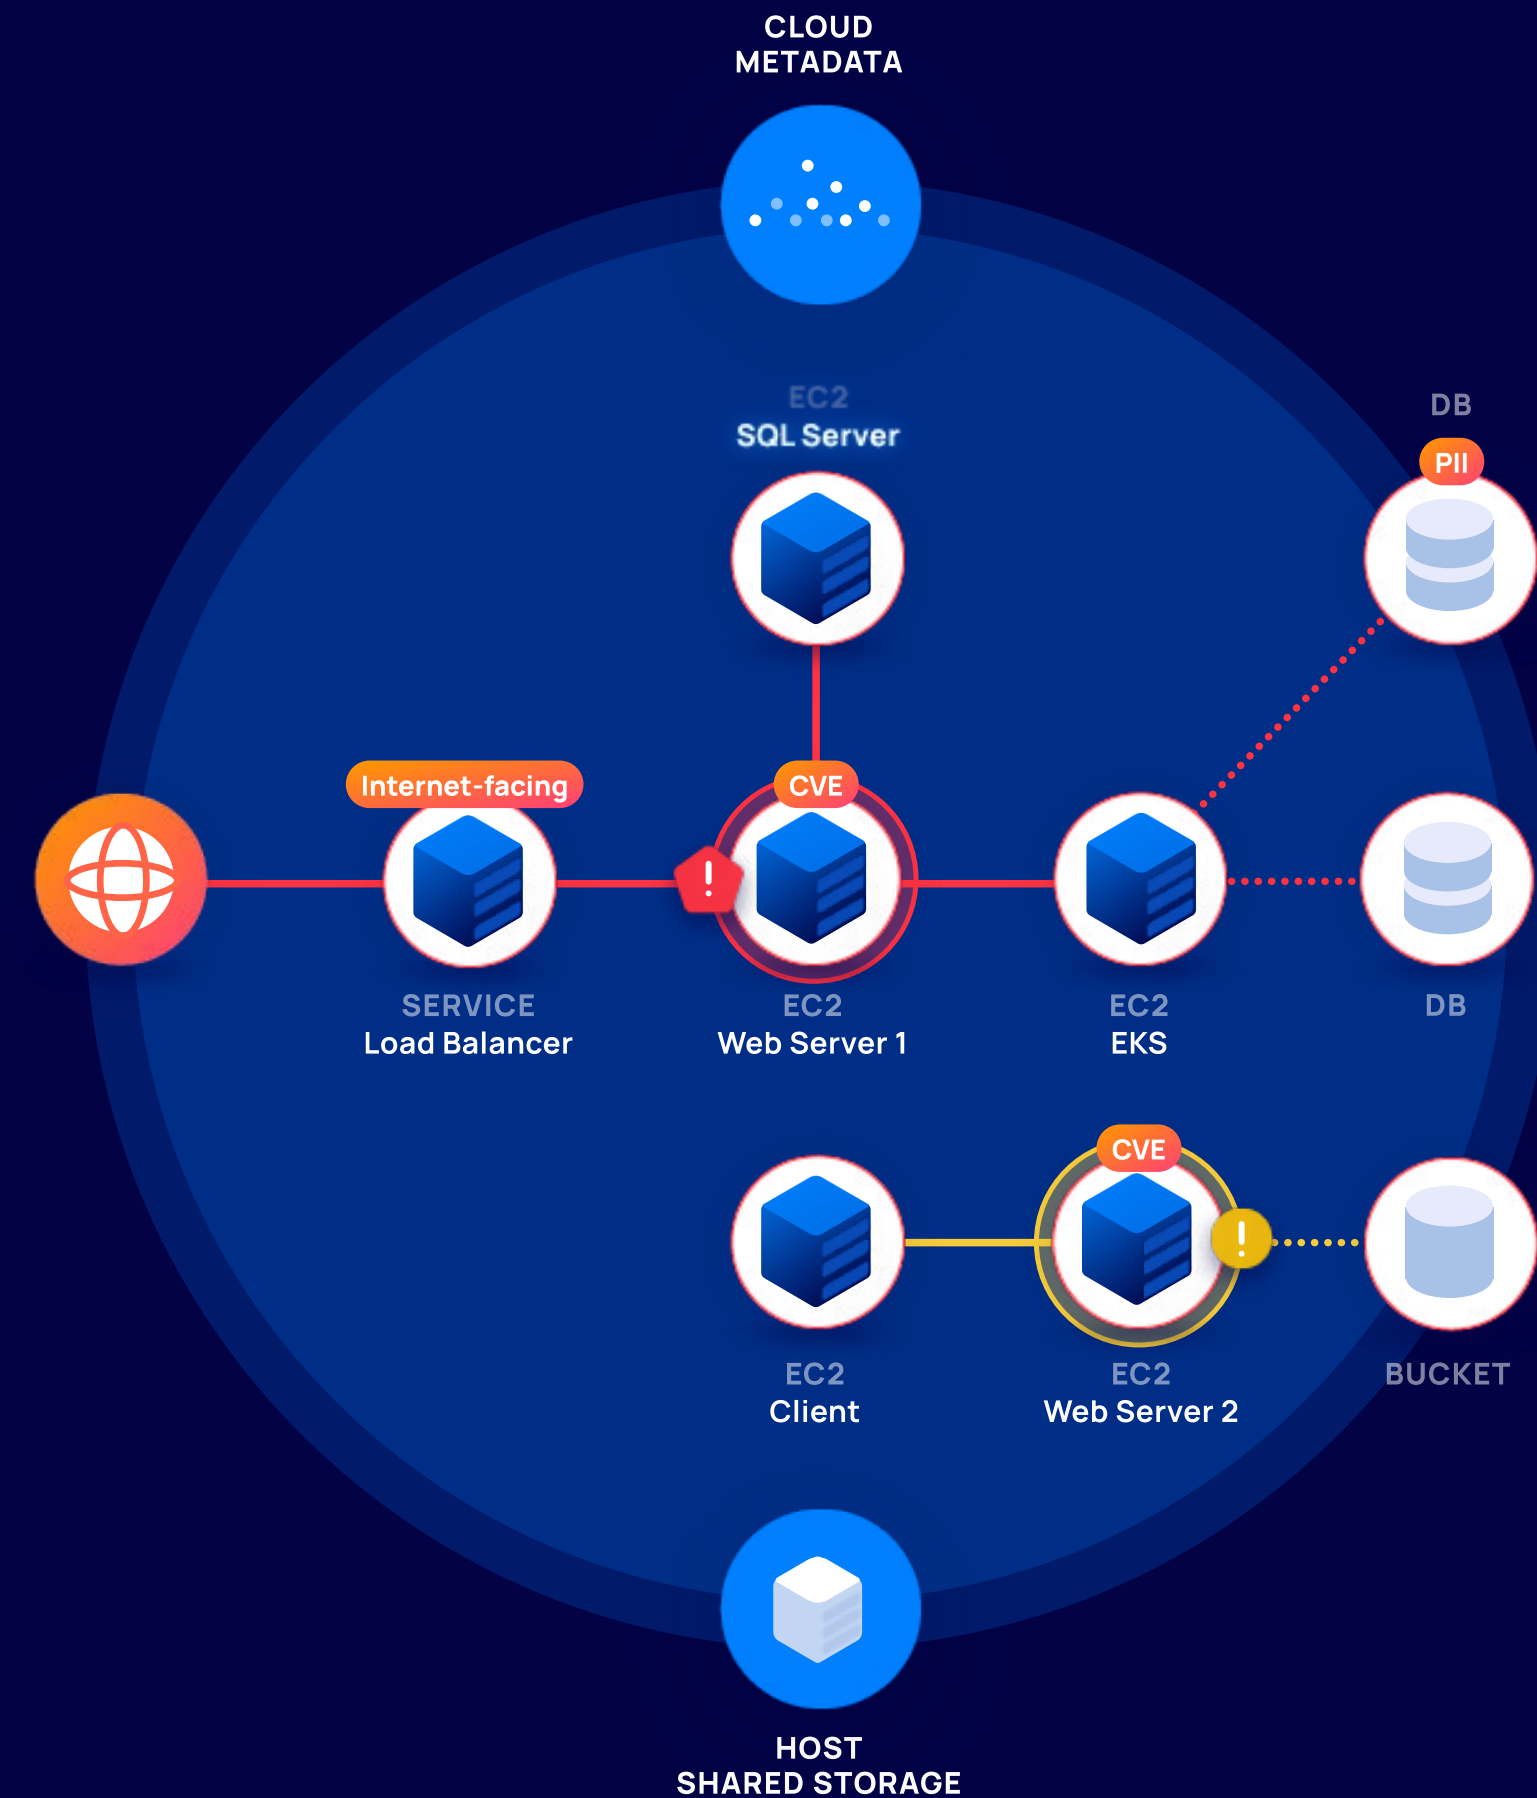 CLOUD
METADATA
EC2
SQL Server
DB
PII
Internet-facing
CVE
SERVICE
Load Balancer
EC2
Web Server 1
EC2
EKS
DB
CVE
EC2
Client
EC2
Web Server 2
BUCKET
HOST
SHARED STORAGE